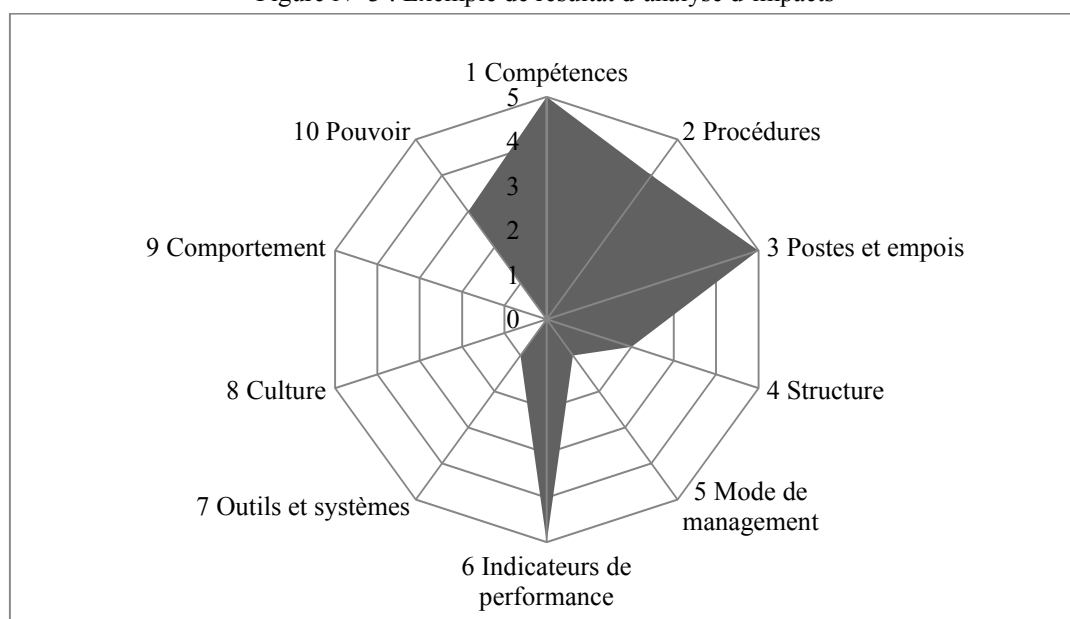 1 Compétences
5
10 Pouvoir
2 Procédures
4
3
9 Comportement
3 Postes et empois
2
1
0
8 Culture
4 Structure
7 Outils et systèmes
5 Mode de
management
6 Indicateurs de
performance